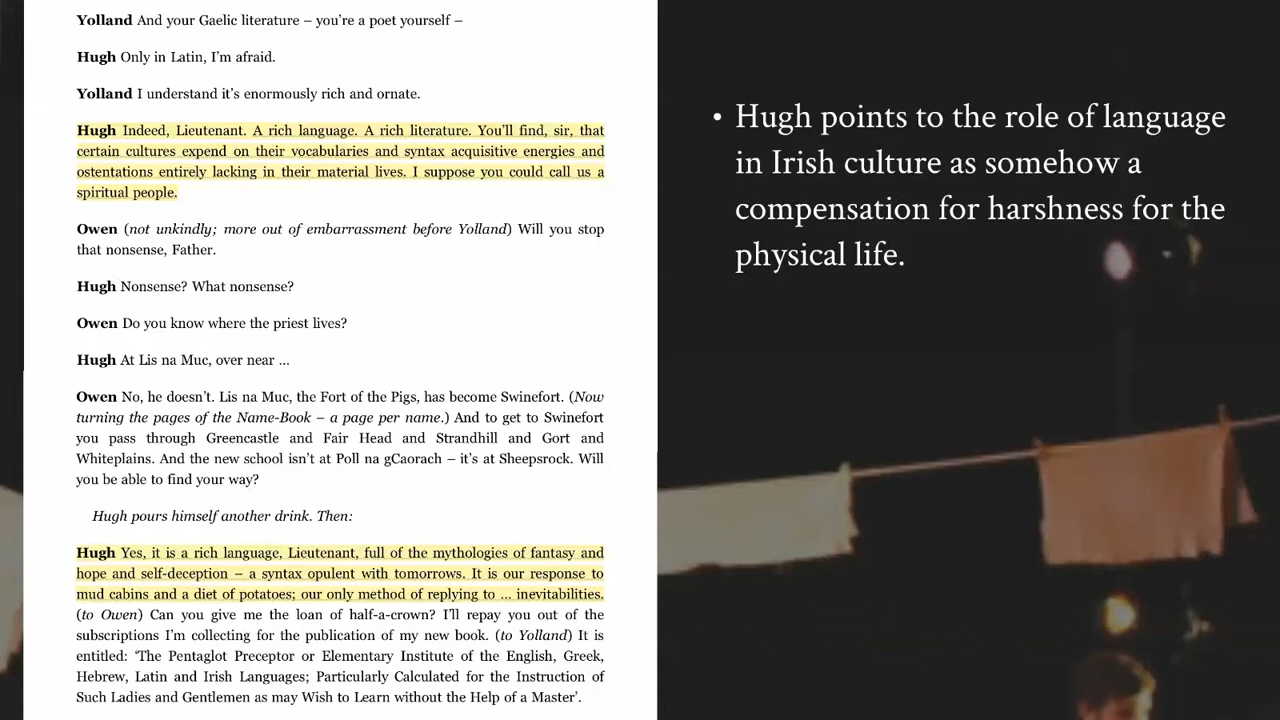 Yolland And your Gaelic literature – you’re a poet yourself –
Hugh Only in Latin, I’m afraid.
Yolland I understand it’s enormously rich and ornate.
Hugh Indeed, Lieutenant. A rich language. A rich literature. You’ll find, sir, that
certain cultures expend on their vocabularies and syntax acquisitive energies and
ostentations entirely lacking in their material lives. I suppose you could call us a
spiritual people.
Owen (not unkindly; more out of embarrassment before Yolland) Will you stop
that nonsense, Father.
Hugh Nonsense? What nonsense?
Owen Do you know where the priest lives?
Hugh At Lis na Muc, over near ...
Owen No, he doesn’t. Lis na Muc, the Fort of the Pigs, has become Swinefort. (Now
turning the pages of the Name-Book – a page per name.) And to get to Swinefort
you pass through Greencastle and Fair Head and Strandhill and Gort and
Whiteplains. And the new school isn’t at Poll na gCaorach – it’s at Sheepsrock. Will
you be able to find your way?
Hugh pours himself another drink. Then:
Hugh Yes, it is a rich language, Lieutenant, full of the mythologies of fantasy and
hope and self-deception – a syntax opulent with tomorrows. It is our response to
mud cabins and a diet of potatoes; our only method of replying to ... inevitabilities.
(to Owen) Can you give me the loan of half-a-crown? I’ll repay you out of the
subscriptions I’m collecting for the publication of my new book. (to Yolland) It is
entitled: ‘The Pentaglot Preceptor or Elementary Institute of the English, Greek,
Hebrew, Latin and Irish Languages; Particularly Calculated for the Instruction of
Such Ladies and Gentlemen as may Wish to Learn without the Help of a Master’.
• Hugh points to the role of language
in Irish culture as somehow a
compensation for harshness for the
physical life.